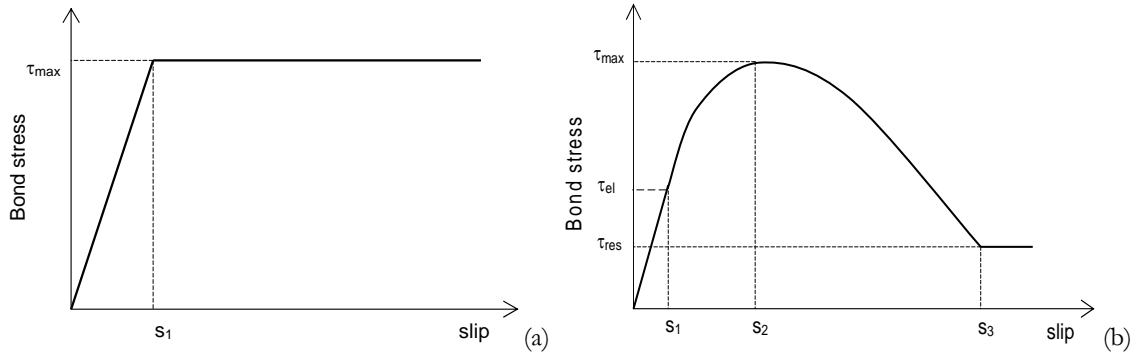 τmax
Bond stress
s1
slip
(a)
τmax
τel
τres
Bond stress
s1
s2
s3
slip
(b)